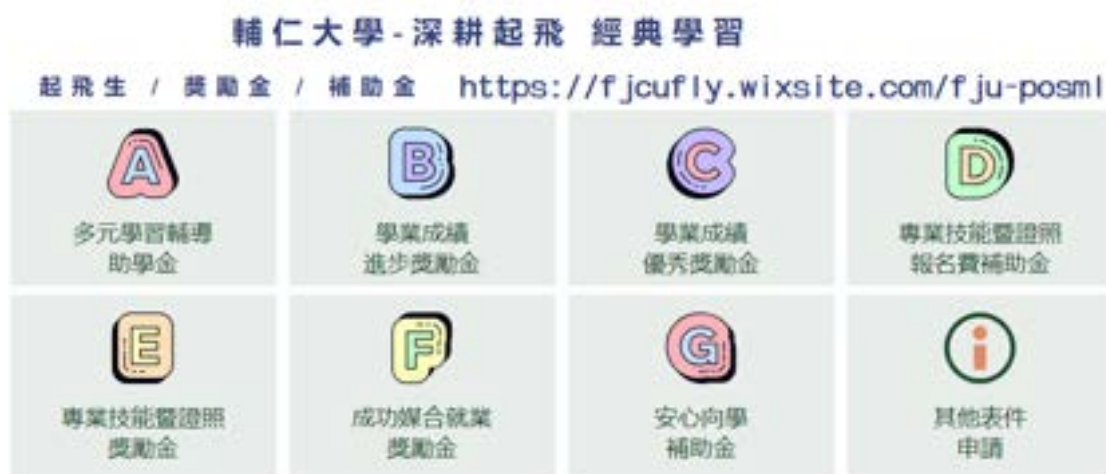 輔仁大學-深耕起飛 經典學習
起飛生 / 獎勵金 / 補助金 https://fjcufly.wixsite.com/fju-posml
A
多元學習輔導
助學金
B
學業成績
進步獎勵金
C
學業成績
優秀獎勵金
D
專業技能暨證照
報名費補助金
E
專業技能暨證照
獎勵金
F
成功媒合就業
獎勵金
G
安心向學
補助金
i
其他表件
申請